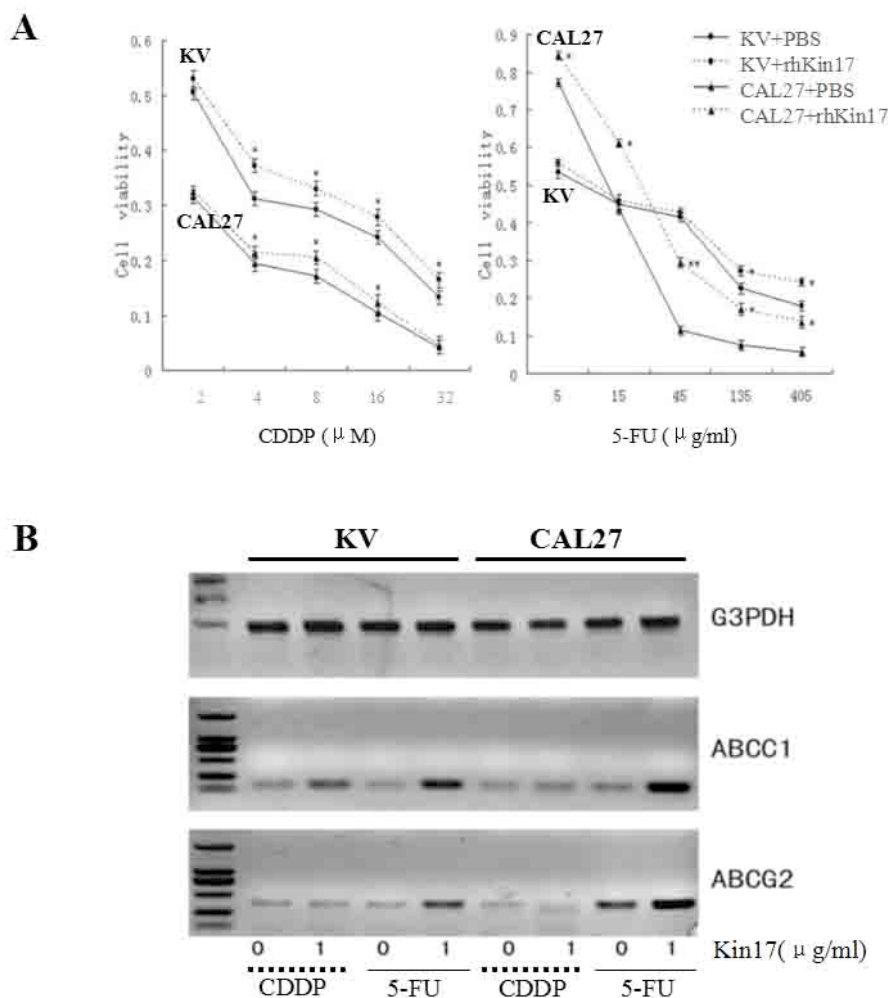 A
KV
CAL27
Cell viability
0.6
0.5
0.4
0.3
0.2
0.1
0
2 4 8 16 32
CDDP ( μ M)
CAL27
KV
Cell viability
0.9
0.8
0.7
0.6
0.5
0.4
0.3
0.2
0.1
0
5 15 45 135 405
5-FU ( μ g/ml)
KV+PBS
KV+rhKin17
CAL27+PBS
CAL27+rhKin17
B
KV CAL27
G3PDH
ABCC1
ABCG2
0 1 0 1 0 1 0 1 Kin17( μ g/ml)
CDDP 5-FU CDDP 5-FU